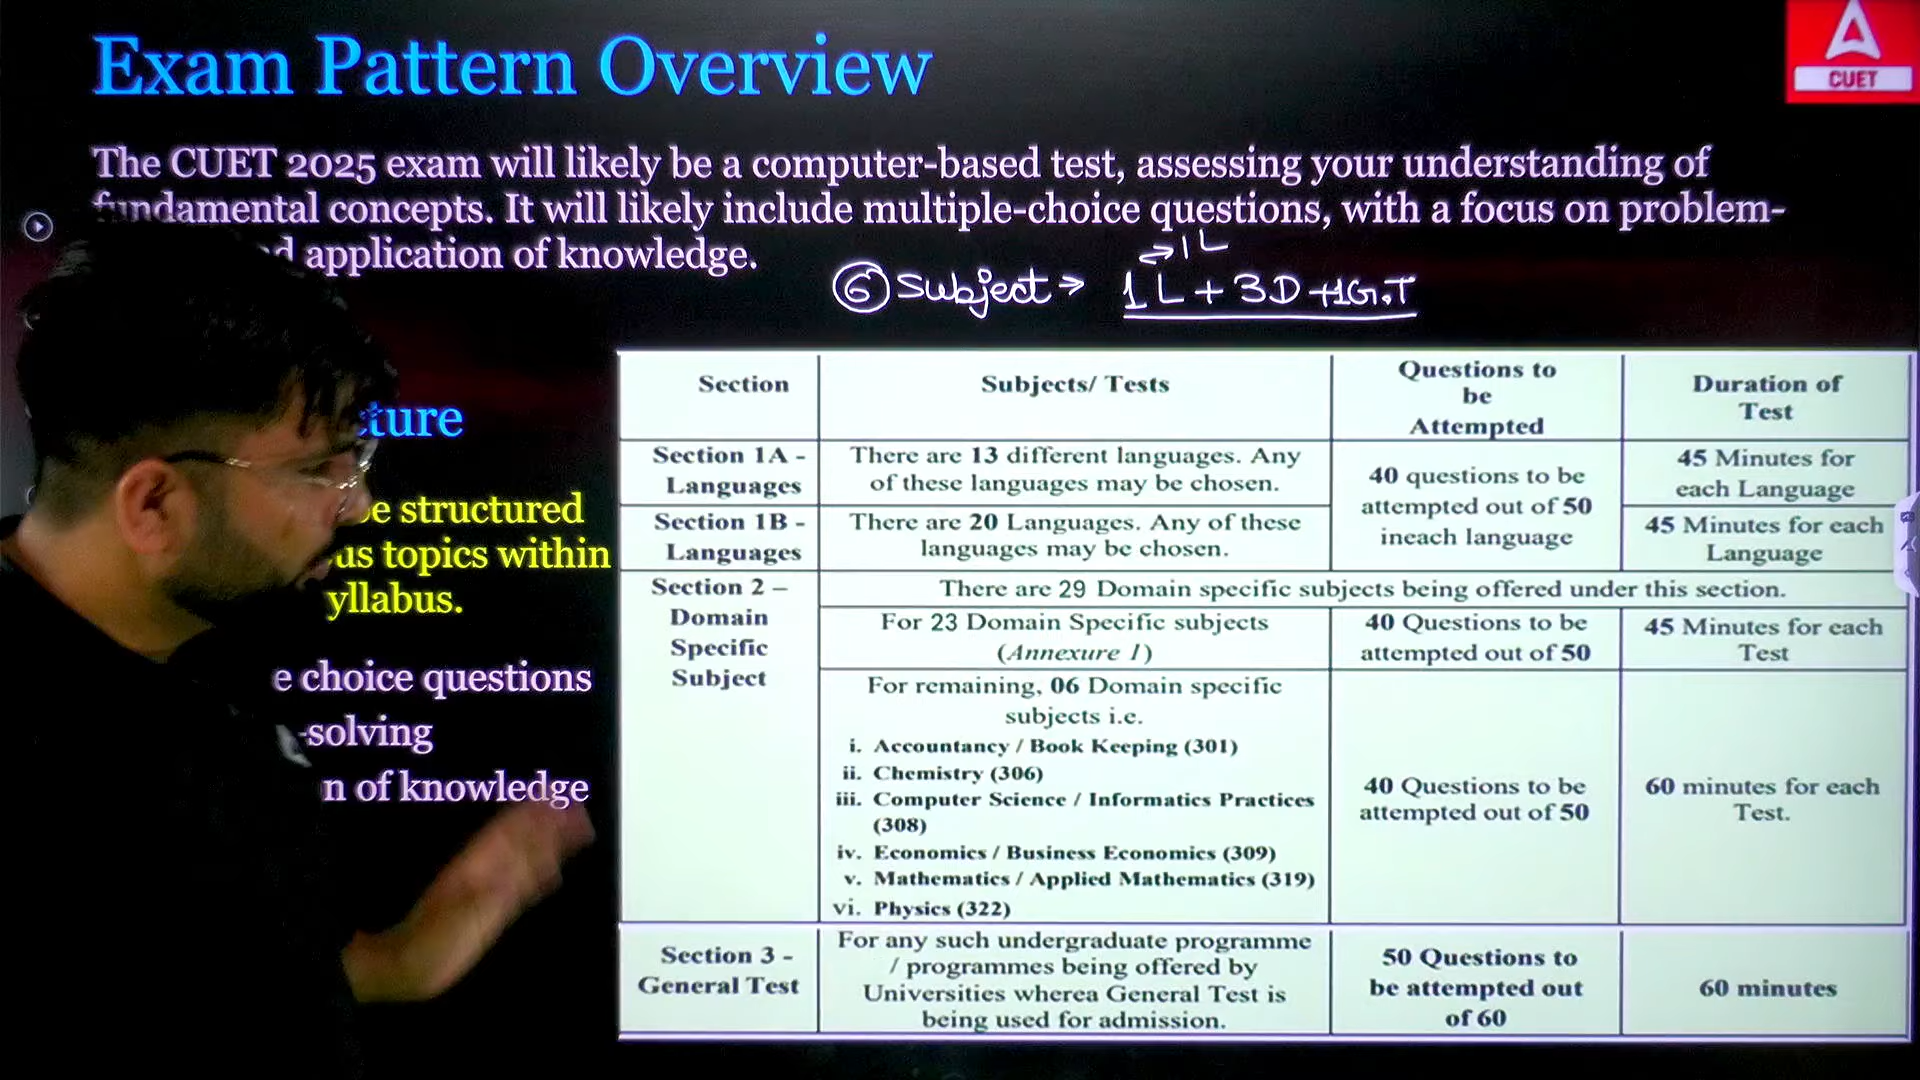 Exam Pattern Overview
CUET
The CUET 2025 exam will likely be a computer-based test, assessing your understanding of
fundamental concepts. It will likely include multiple-choice questions, with a focus on problem-
application of knowledge.
→ 1 L
6 Subject → 1 L + 3 D + 1 G.T
cture
be structured
us topics within
yllabus.
e choice questions
-solving
n of knowledge
Section
Subjects/ Tests
Questions to
be
Attempted
Duration of
Test
Section 1A -
Languages
There are 13 different languages. Any
of these languages may be chosen.
40 questions to be
attempted out of 50
ineach language
45 Minutes for
each Language
Section 1B -
Languages
There are 20 Languages. Any of these
languages may be chosen.
45 Minutes for each
Language
Section 2 –
Domain
Specific
Subject
There are 29 Domain specific subjects being offered under this section.
For 23 Domain Specific subjects
(Annexure I)
40 Questions to be
attempted out of 50
45 Minutes for each
Test
For remaining, 06 Domain specific
subjects i.e.
i. Accountancy / Book Keeping (301)
ii. Chemistry (306)
iii. Computer Science / Informatics Practices
(308)
iv. Economics / Business Economics (309)
v. Mathematics / Applied Mathematics (319)
vi. Physics (322)
40 Questions to be
attempted out of 50
60 minutes for each
Test.
Section 3 -
General Test
For any such undergraduate programme
/ programmes being offered by
Universities wherea General Test is
being used for admission.
50 Questions to
be attempted out
of 60
60 minutes